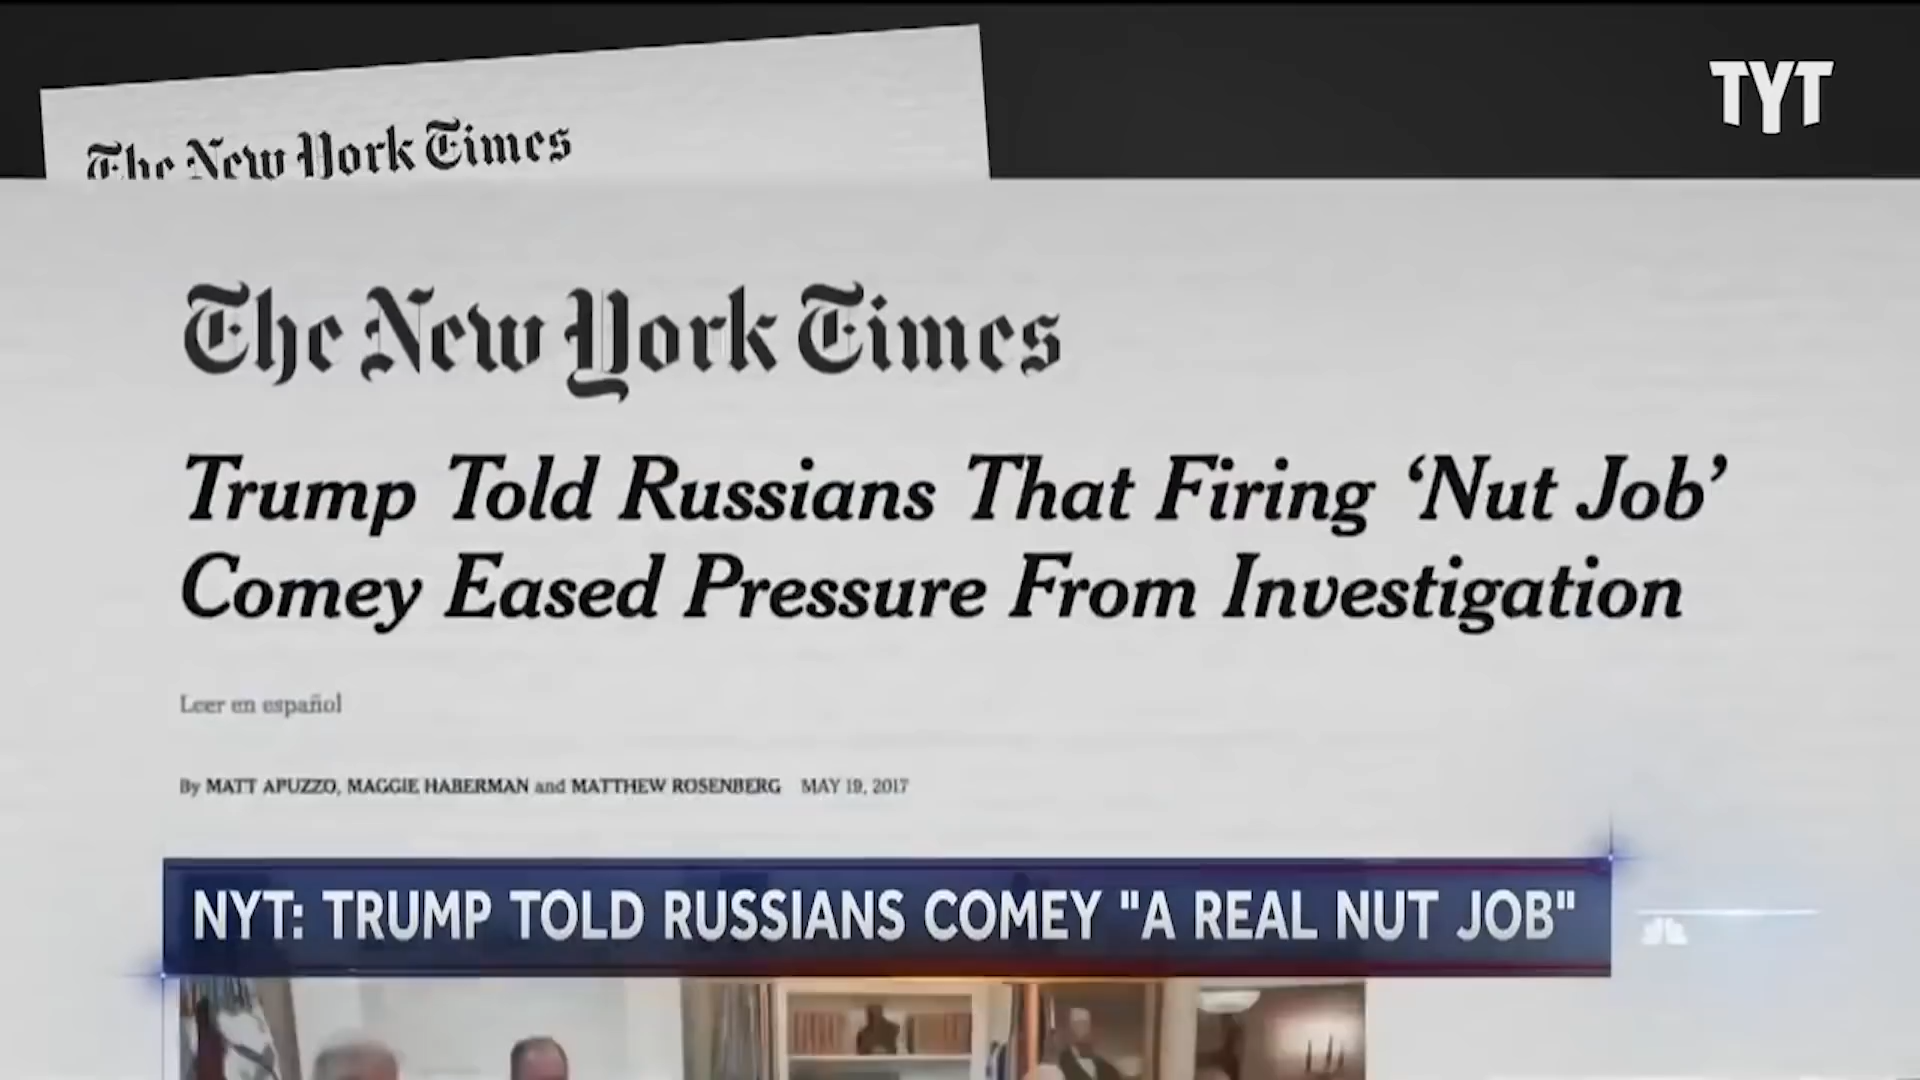 TYT
The New York Times
The New York Times
Trump Told Russians That Firing ‘Nut Job’
Comey Eased Pressure From Investigation
Leer en español
By MATT APUZZO, MAGGIE HABERMAN and MATTHEW ROSENBERG MAY 19, 2017
NYT: TRUMP TOLD RUSSIANS COMEY "A REAL NUT JOB"